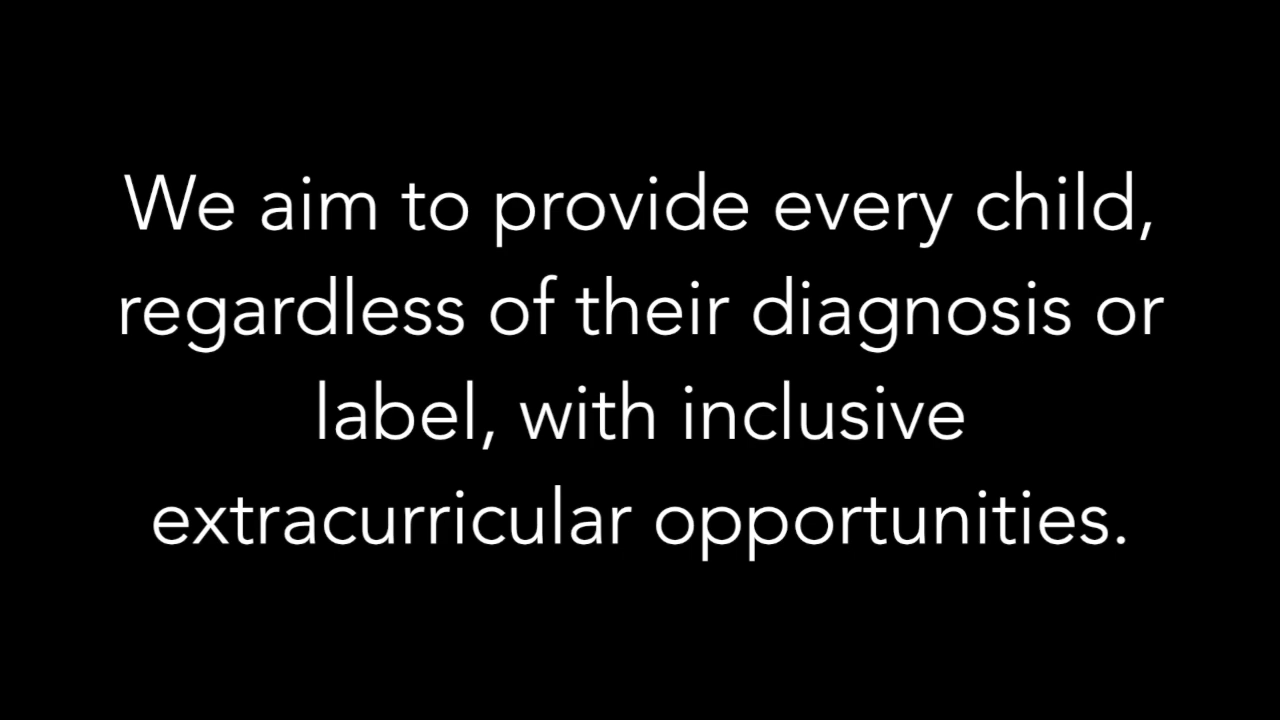 We aim to provide every child,
regardless of their diagnosis or
label, with inclusive
extracurricular opportunities.